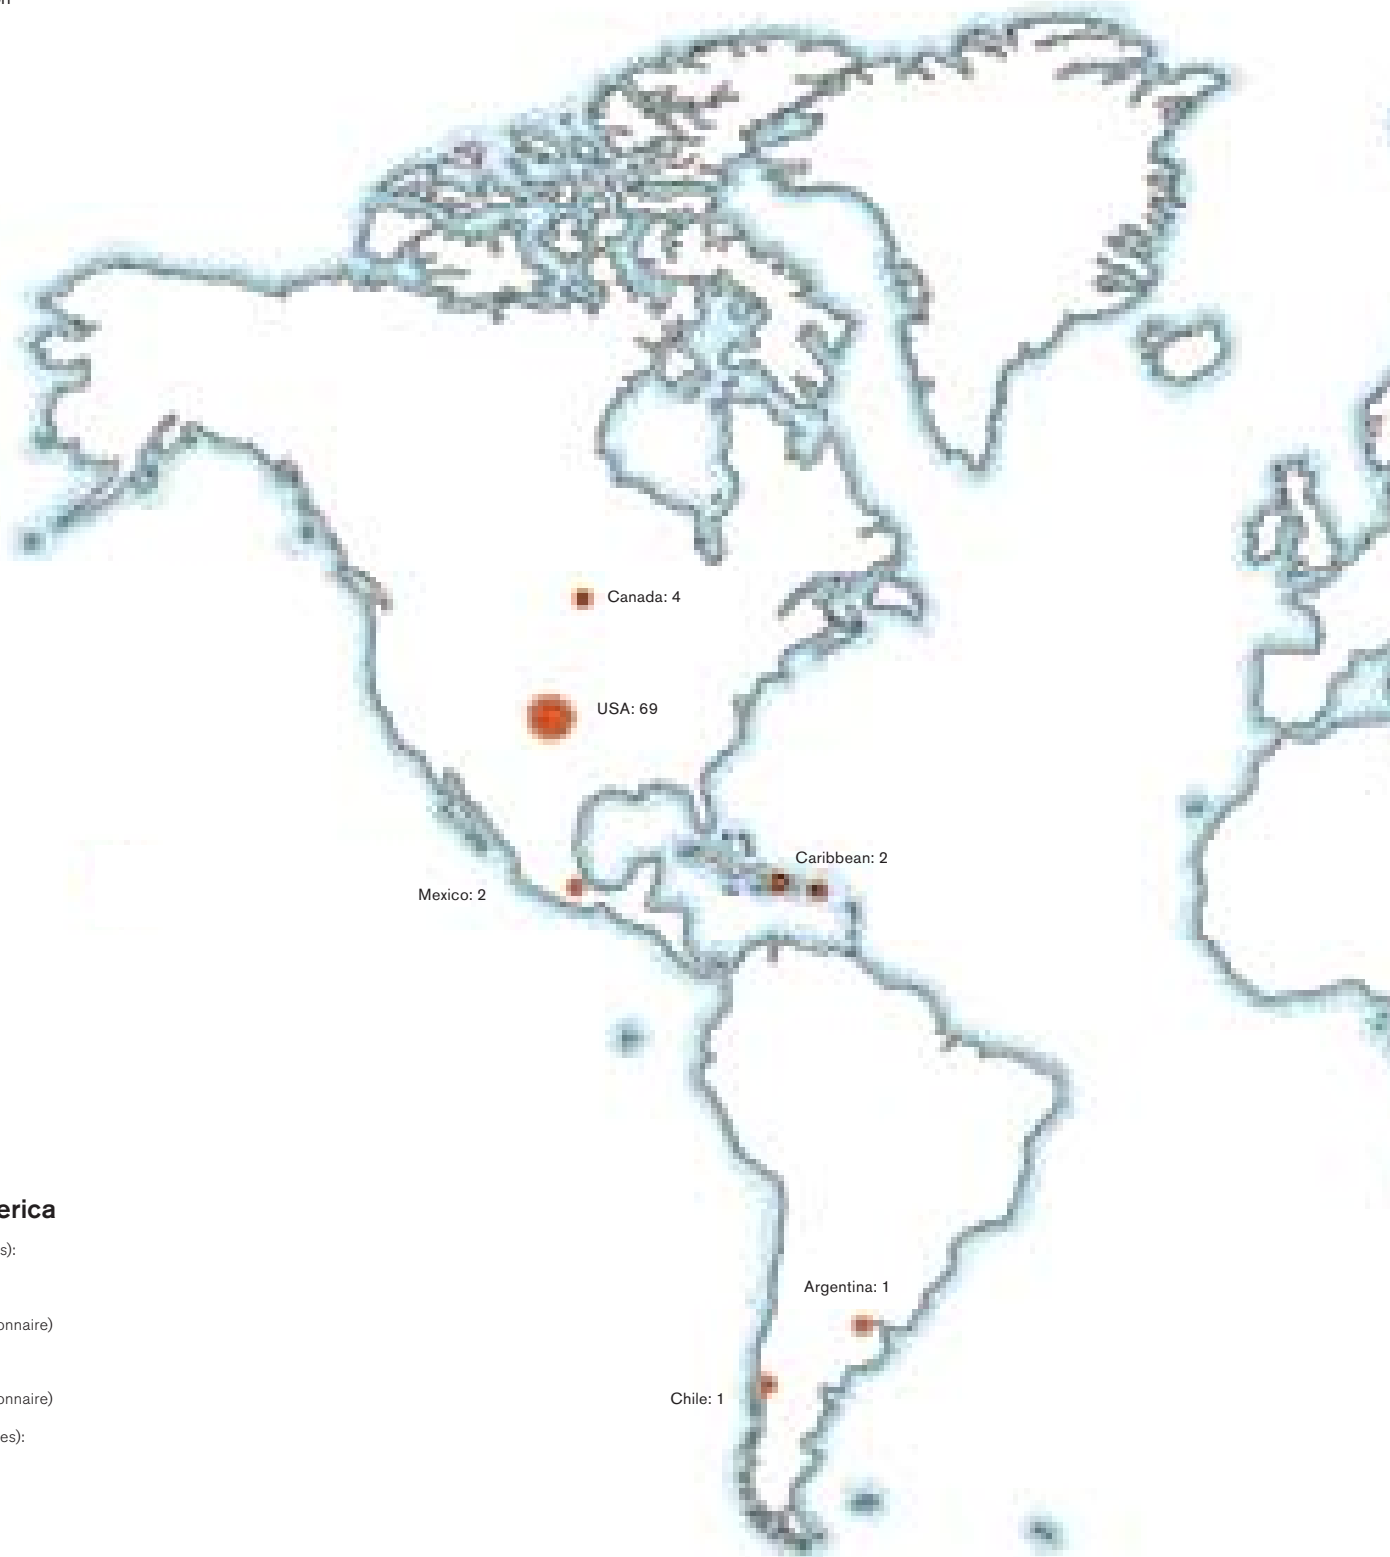 Canada: 4
USA: 69
Caribbean: 2
Mexico: 2
erica
s):
Argentina: 1
onnaire)
Chile: 1
onnaire)
es):